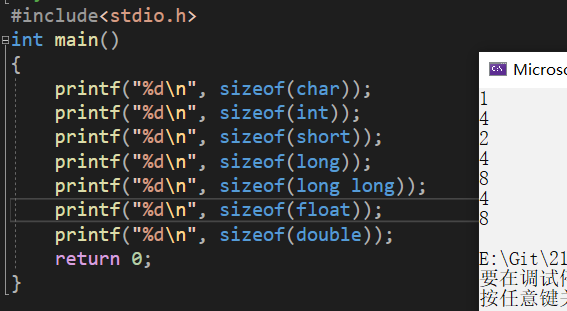 #include<stdio.h>
int main()
{
printf("%d\n", sizeof(char));
printf("%d\n", sizeof(int));
printf("%d\n", sizeof(short));
printf("%d\n", sizeof(long));
printf("%d\n", sizeof(long long));
printf("%d\n", sizeof(float));
printf("%d\n", sizeof(double));
return 0;
}
Microso
1
4
2
4
8
4
8
E:\Git\21
要在调试停
按任意键关